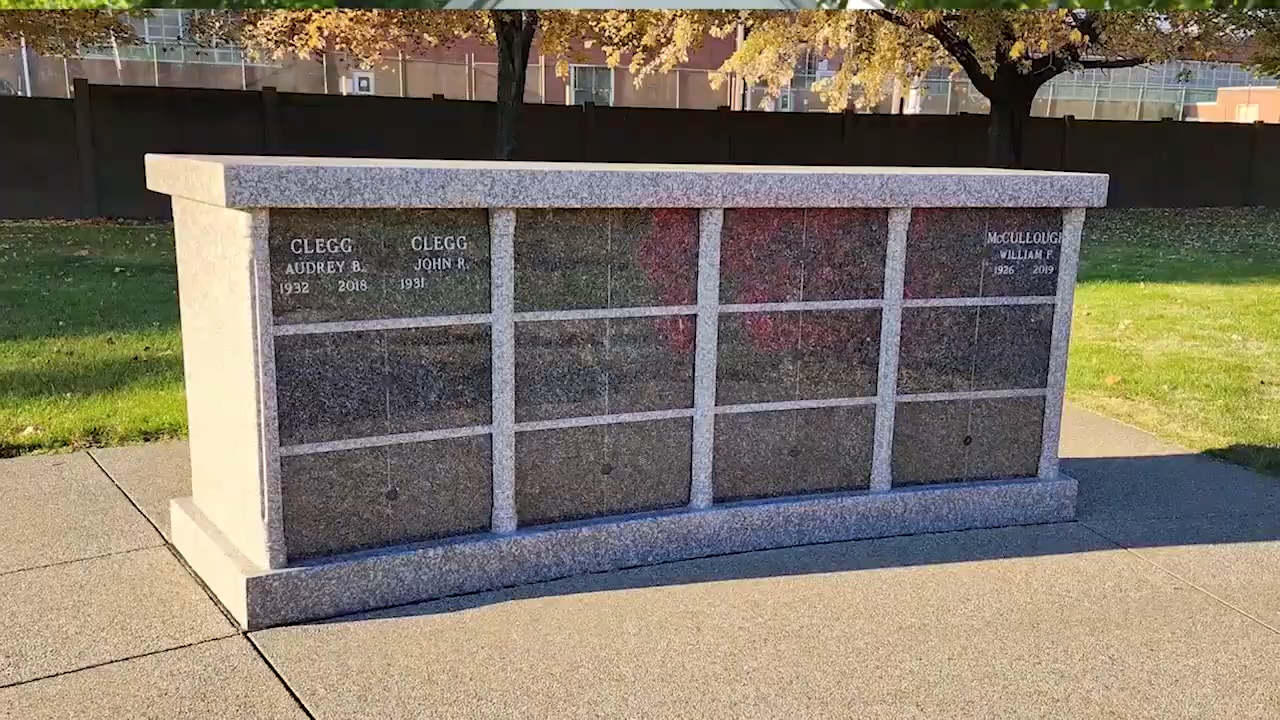 CLEGG
AUDREY B.
1932 2018
CLEGG
JOHN R.
1931
McCULLOUGH
WILLIAM F.
1926 2019